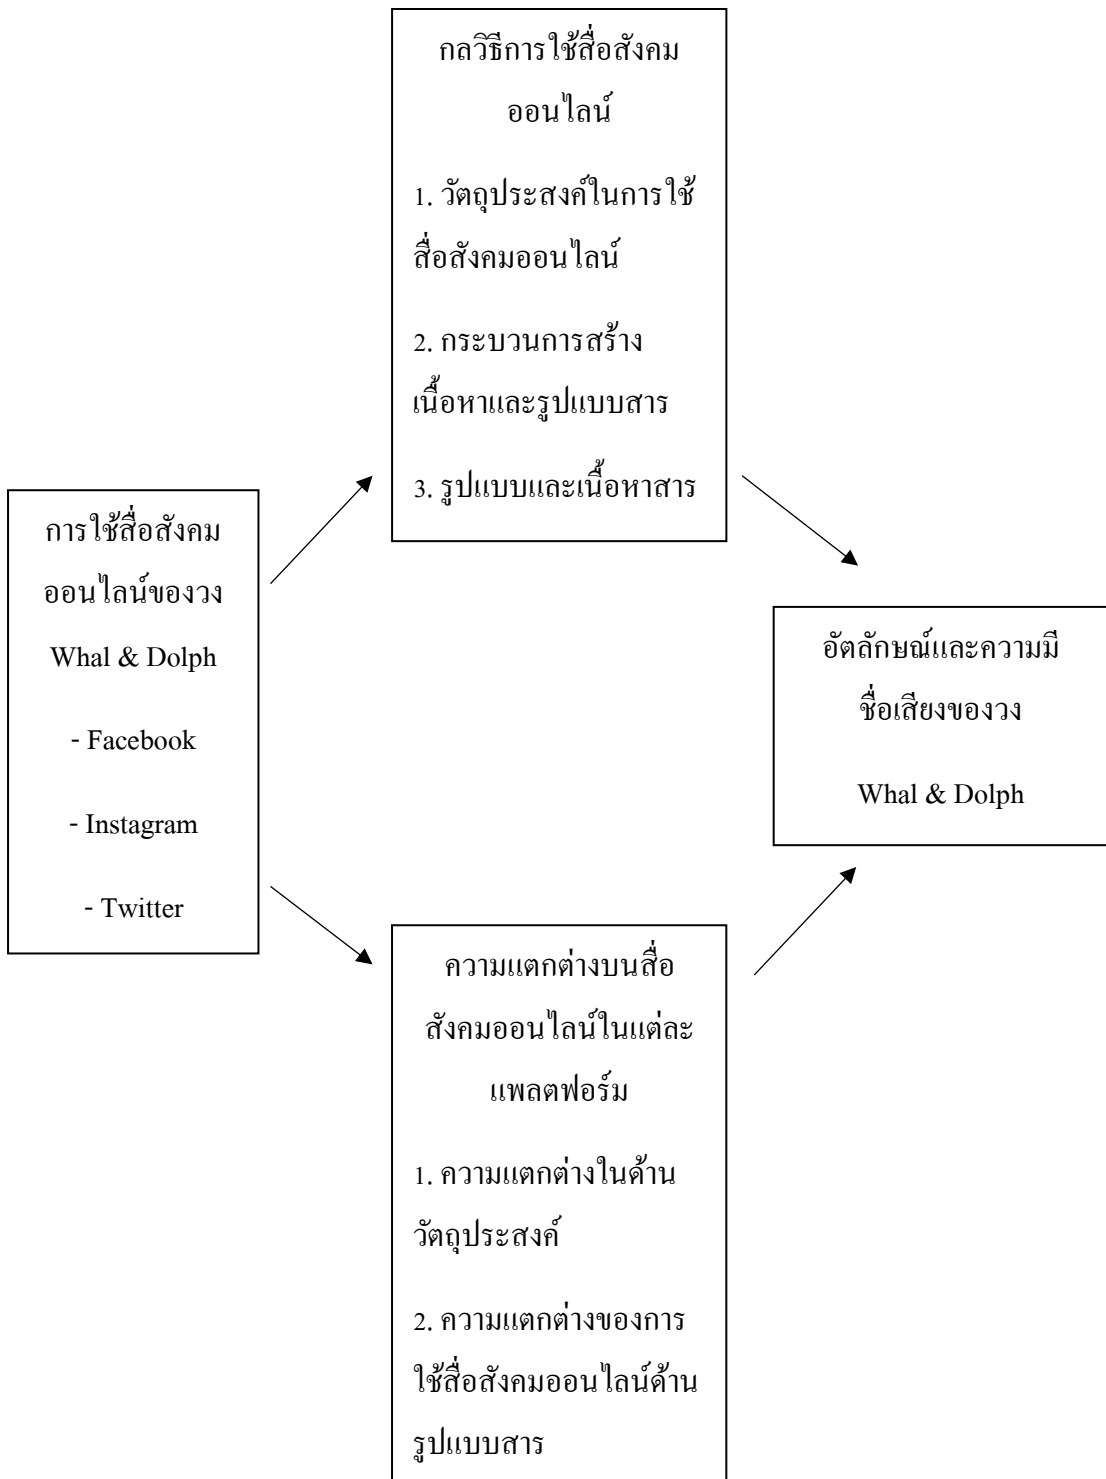 กลวิธีการใช้สื่อสังคม
ออนไลน์
1. วัตถุประสงค์ในการใช้
สื่อสังคมออนไลน์
2. กระบวนการสร้าง
เนื้อหาและรูปแบบสาร
3. รูปแบบและเนื้อหาสาร
การใช้สื่อสังคม
ออนไลน์ของวง
Whal & Dolph
- Facebook
- Instagram
- Twitter
อัตลักษณ์และความมี
ชื่อเสียงของวง
Whal & Dolph
ความแตกต่างบนสื่อ
สังคมออนไลน์ในแต่ละ
แพลตฟอร์ม
1. ความแตกต่างในด้าน
วัตถุประสงค์
2. ความแตกต่างของการ
ใช้สื่อสังคมออนไลน์ด้าน
รูปแบบสาร